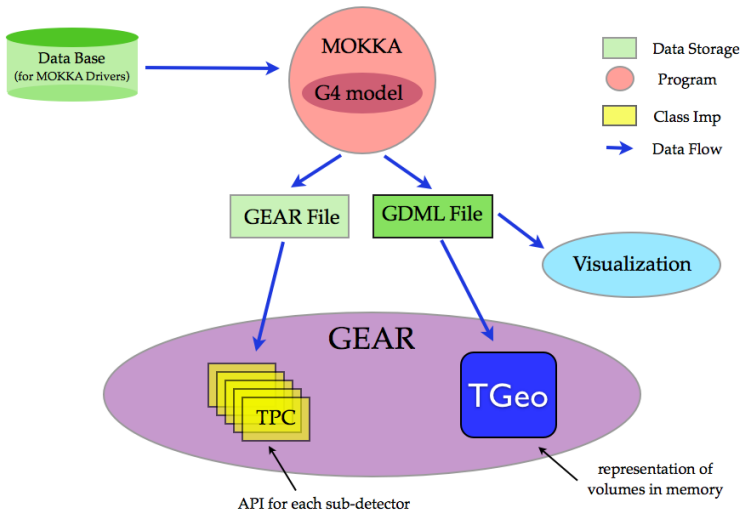 MOKKA
G4 model
Data Base
(for MOKKA Drivers)
Data Storage
Program
Class Imp
Data Flow
GEAR File
GDML File
Visualization
GEAR
TPC
TGeo
API for each sub-detector
representation of
volumes in memory